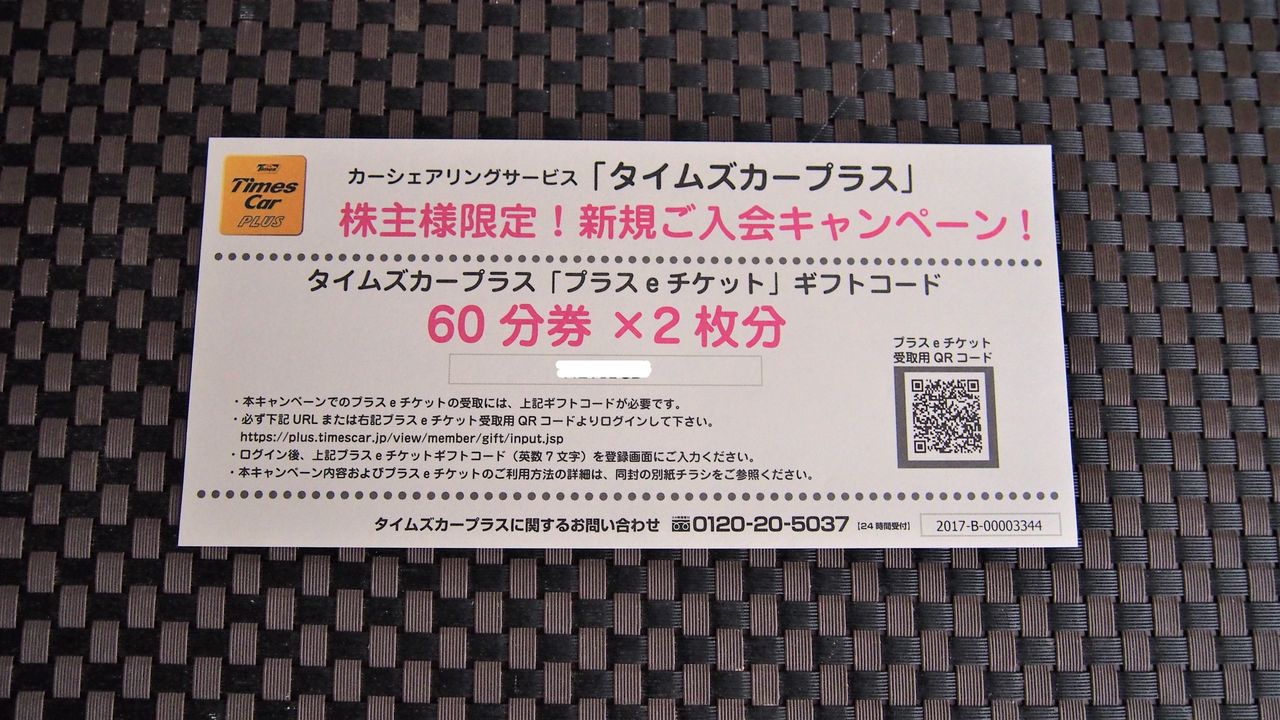 Times
Times
Car
PLUS
カーシェアリングサービス「タイムズカープラス」
株主様限定！新規ご入会キャンペーン！
タイムズカープラス「プラスeチケット」ギフトコード
60分券 ×2枚分
プラスeチケット
受取用QRコード
・本キャンペーンでのプラスeチケットの受取には、上記ギフトコードが必要です。
・必ず下記URLまたは右記プラスeチケット受取用QRコードよりログインして下さい。
https://plus.timescar.jp/view/member/gift/input.jsp
・ログイン後、上記プラスeチケットギフトコード（英数7文字）を登録画面にご入力ください。
・本キャンペーン内容およびプラスeチケットのご利用方法の詳細は、同封の別紙チラシをご参照ください。
タイムズカープラスに関するお問い合わせ 0120-20-5037 [24時間受付] 2017-B-00003344